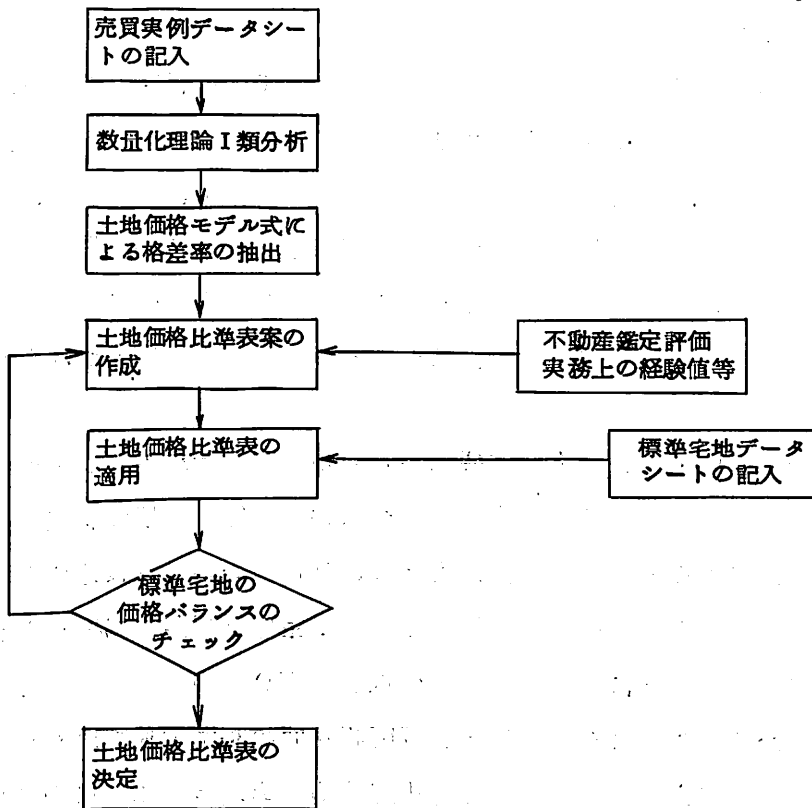 売買実例データシー
トの記入
数量化理論Ⅰ類分析
土地価格モデル式に
よる格差率の抽出
土地価格比準表案の
作成
不動産鑑定評価
実務上の経験値等
土地価格比準表の
適用
標準宅地データ
シートの記入
標準宅地の
価格バランスの
チェック
土地価格比準表の
決定